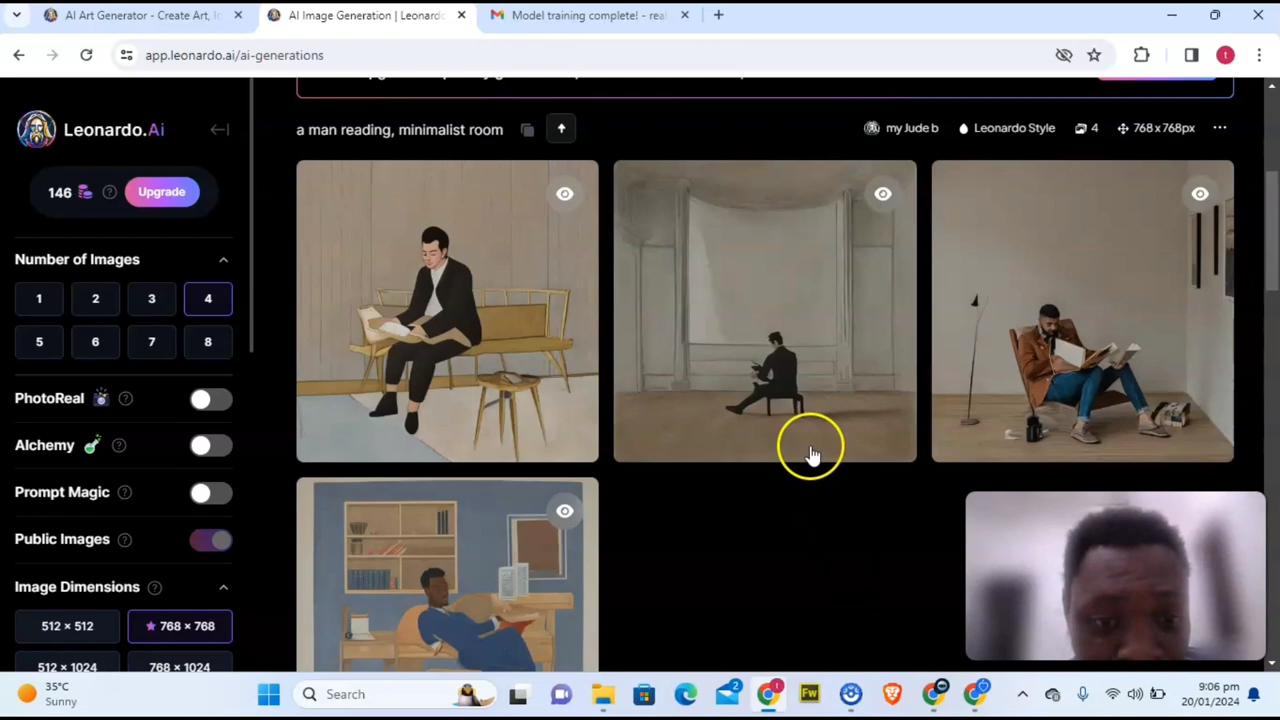 AI Art Generator - Create Art, I
AI Image Generation | Leonardo
Model training complete! - real
app.leonardo.ai/ai-generations
t
Leonardo.Ai
146
Upgrade
Number of Images
1 2 3 4
5 6 7 8
PhotoReal
Alchemy
Prompt Magic
Public Images
Image Dimensions
512 × 512
768 × 768
512 × 1024
768 × 1024
a man reading, minimalist room
my Jude b
Leonardo Style
4
768 x 768px
35°C
Sunny
Search
2
Fw
9:06 pm
20/01/2024